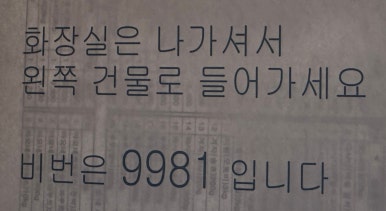 화장실은 나가셔서
왼쪽 건물로 들어가세요
비번은 9981 입니다